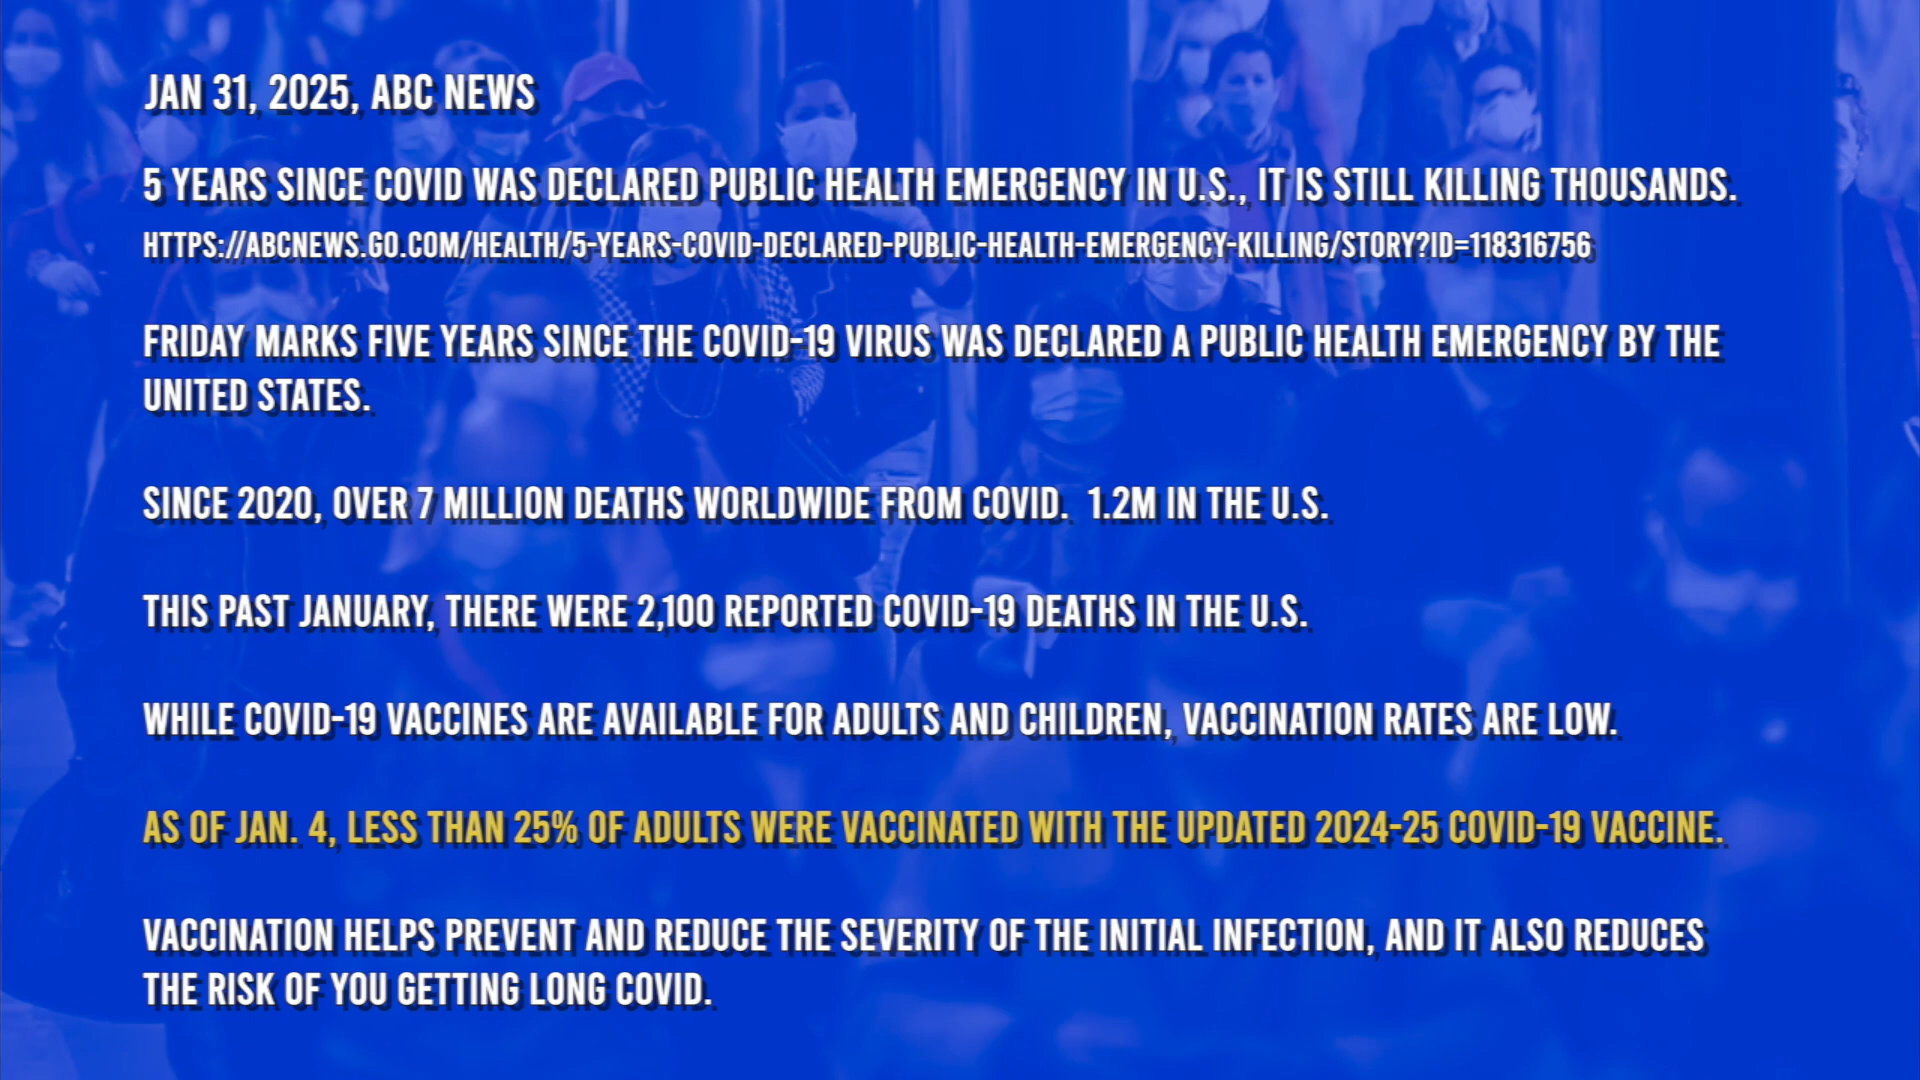 JAN 31, 2025, ABC NEWS
5 YEARS SINCE COVID WAS DECLARED PUBLIC HEALTH EMERGENCY IN U.S., IT IS STILL KILLING THOUSANDS.
HTTPS://ABCNEWS.GO.COM/HEALTH/5-YEARS-COVID-DECLARED-PUBLIC-HEALTH-EMERGENCY-KILLING/STORY?ID=118316756
FRIDAY MARKS FIVE YEARS SINCE THE COVID-19 VIRUS WAS DECLARED A PUBLIC HEALTH EMERGENCY BY THE
UNITED STATES.
SINCE 2020, OVER 7 MILLION DEATHS WORLDWIDE FROM COVID.  1.2M IN THE U.S.
THIS PAST JANUARY, THERE WERE 2,100 REPORTED COVID-19 DEATHS IN THE U.S.
WHILE COVID-19 VACCINES ARE AVAILABLE FOR ADULTS AND CHILDREN, VACCINATION RATES ARE LOW.
AS OF JAN. 4, LESS THAN 25% OF ADULTS WERE VACCINATED WITH THE UPDATED 2024-25 COVID-19 VACCINE.
VACCINATION HELPS PREVENT AND REDUCE THE SEVERITY OF THE INITIAL INFECTION, AND IT ALSO REDUCES
THE RISK OF YOU GETTING LONG COVID.